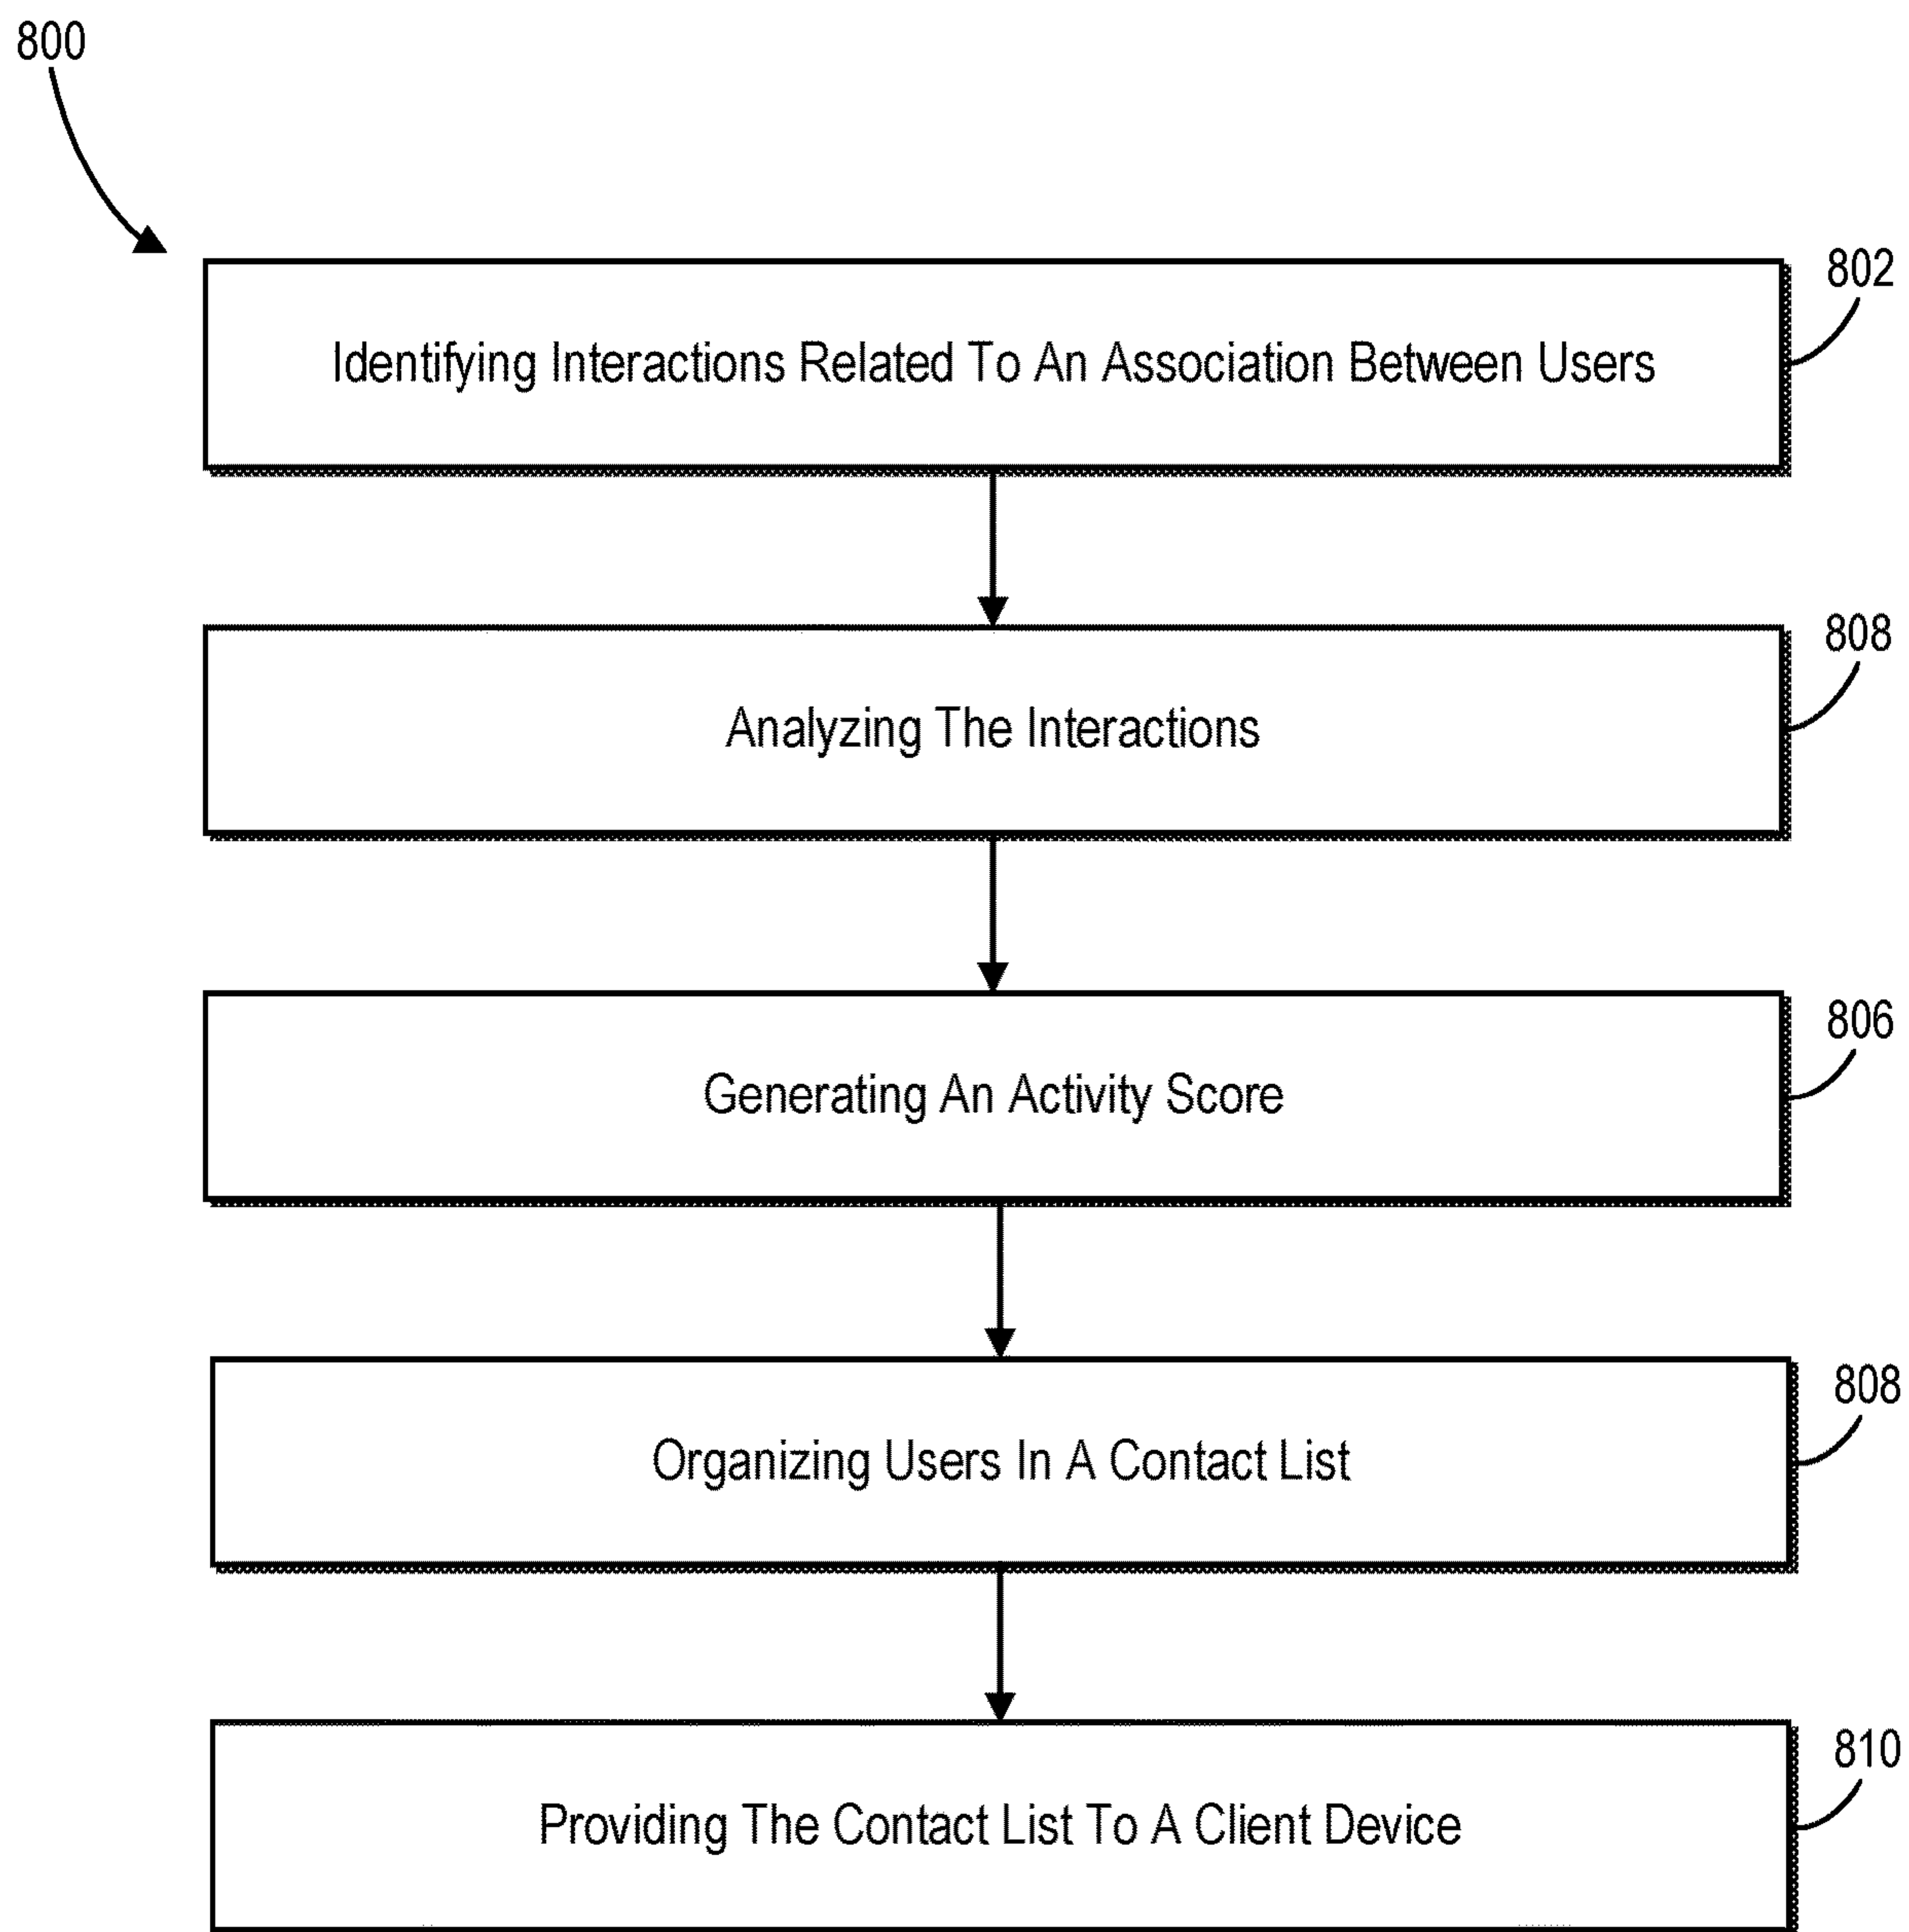 800
802
Identifying Interactions Related To An Association Between Users
808
Analyzing The Interactions
806
Generating An Activity Score
808
Organizing Users In A Contact List
810
Providing The Contact List To A Client Device